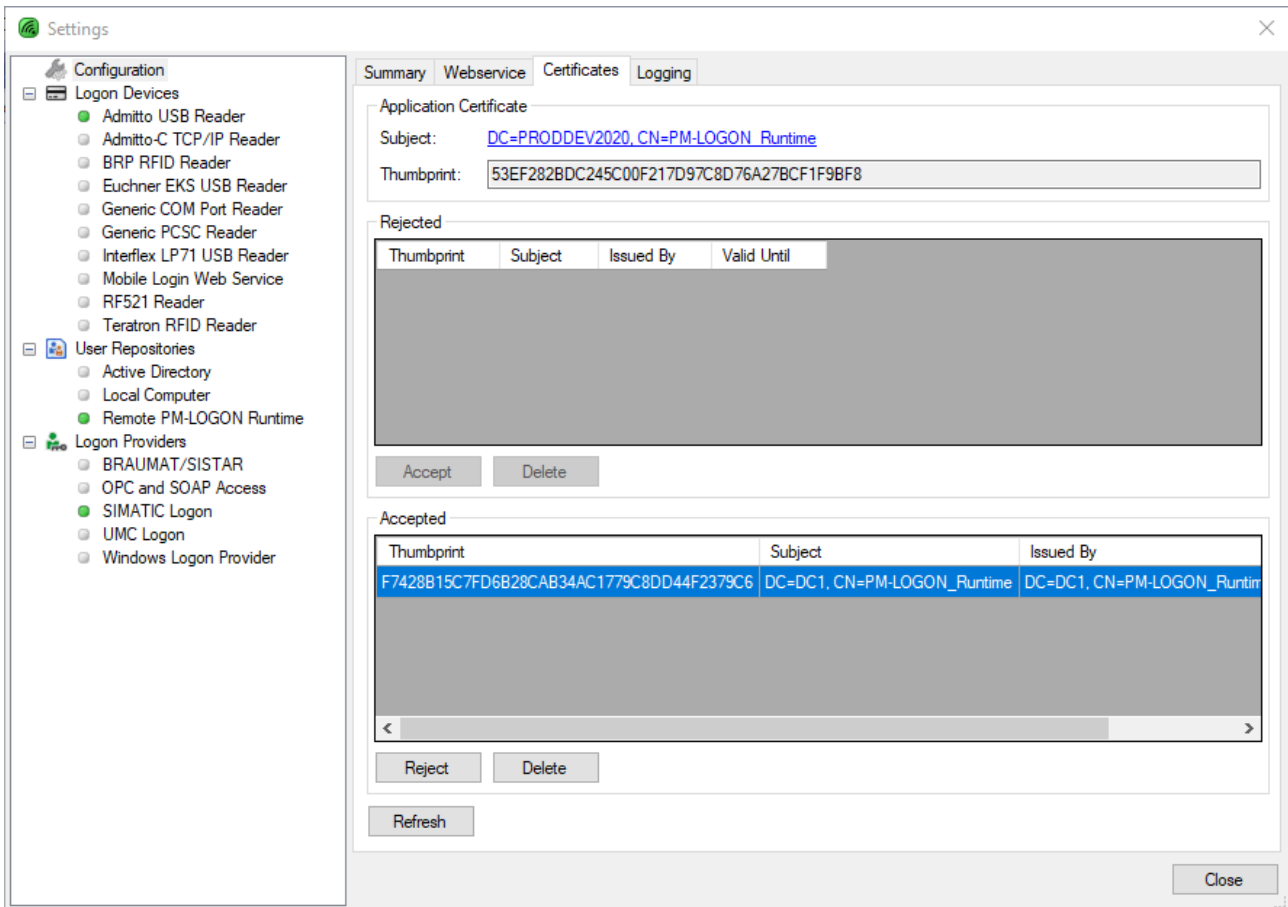 Settings
Configuration
Logon Devices
Admitto USB Reader
Admitto-C TCP/IP Reader
BRP RFID Reader
Euchner EKS USB Reader
Generic COM Port Reader
Generic PCSC Reader
Interflex LP71 USB Reader
Mobile Login Web Service
RF521 Reader
Teratron RFID Reader
User Repositories
Active Directory
Local Computer
Remote PM-LOGON Runtime
Logon Providers
BRAUMAT/SISTAR
OPC and SOAP Access
SIMATIC Logon
UMC Logon
Windows Logon Provider
Summary Webservice Certificates Logging
Application Certificate
Subject: DC=PRODDEV2020, CN=PM-LOGON_Runtime
Thumbprint: 53EF282BDC245C00F217D97C8D76A27BCF1F9BF8
Rejected
Thumbprint Subject Issued By Valid Until
Accept Delete
Accepted
Thumbprint Subject Issued By
F7428B15C7FD6B28CAB34AC1779C8DD44F2379C6 DC=DC1, CN=PM-LOGON_Runtime DC=DC1, CN=PM-LOGON_Runtim
Reject Delete
Refresh
Close